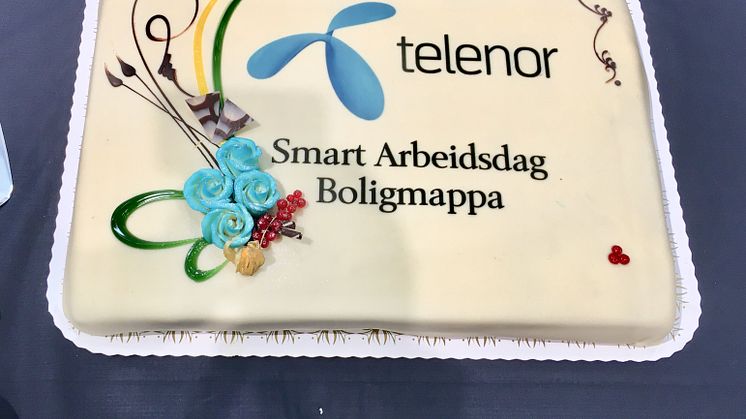 telenor
Smart Arbeidsdag
Boligmappa